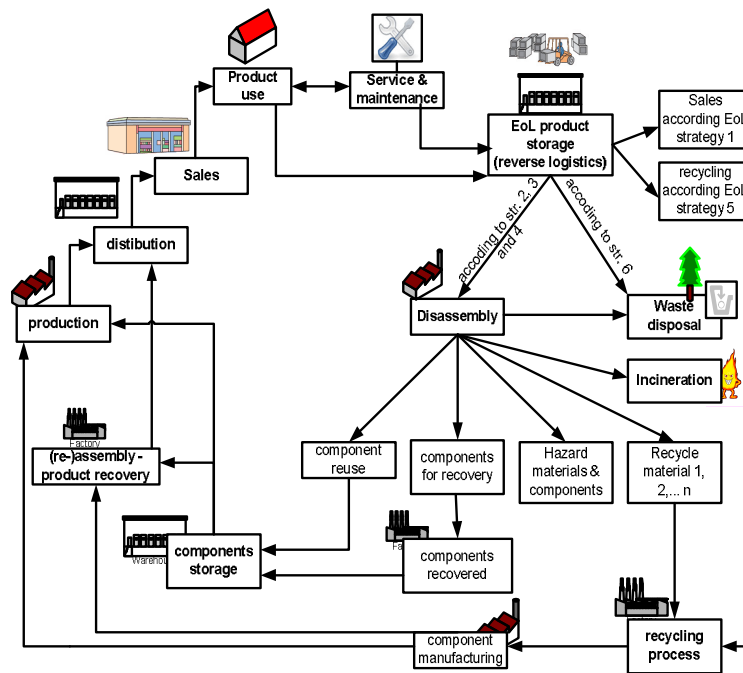 Product
use
Service &
maintenance
EoL product
storage
(reverse logistics)
Sales
according EoL
strategy 1
recycling
according EoL
strategy 5
Sales
distibution
production
accoding to str. 2, 3
and 4
accoding to str. 6
Disassembly
Waste
disposal
Incineration
Factory
(re-)assembly -
product recovery
component
reuse
components
for recovery
Hazard
materials &
components
Recycle
material 1,
2,... n
Warehou
components
storage
Fa
components
recovered
component
manufacturing
recycling
process